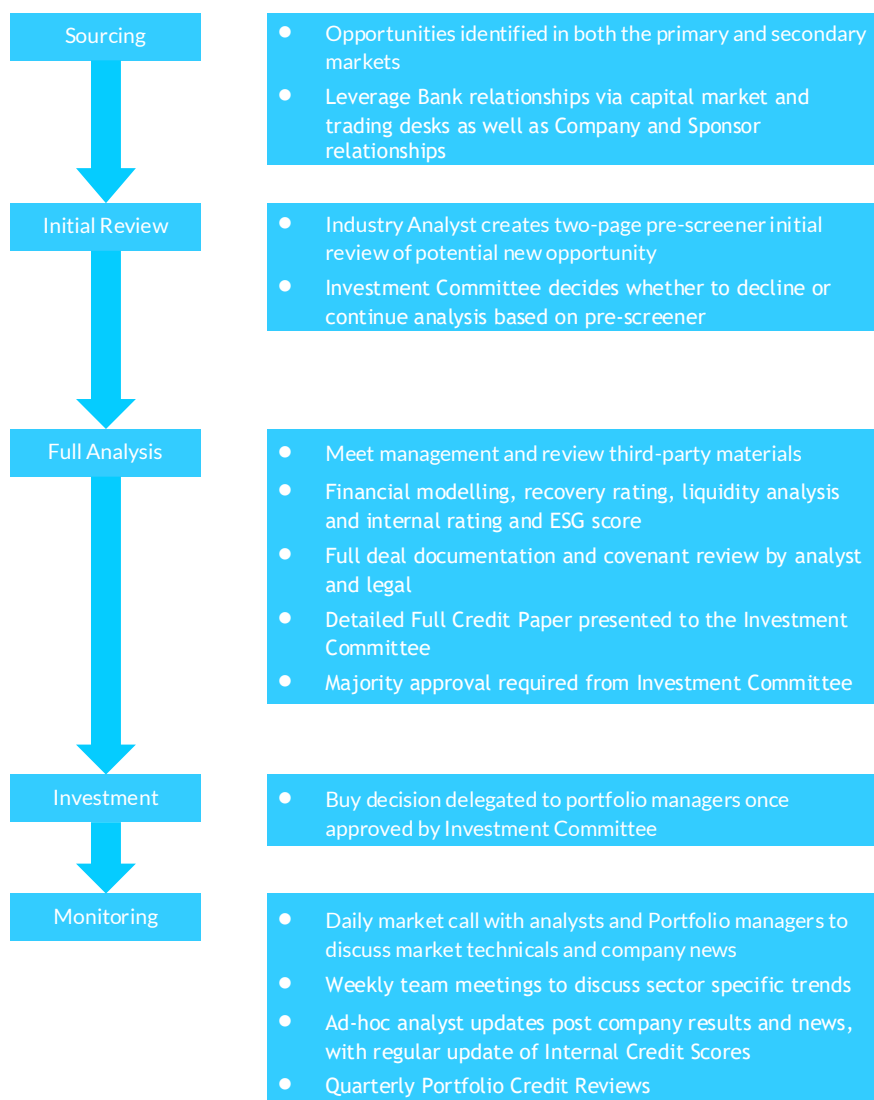 Sourcing
● Opportunities identified in both the primary and secondary
markets
● Leverage Bank relationships via capital market and
trading desks as well as Company and Sponsor
relationships
Initial Review
● Industry Analyst creates two-page pre-screener initial
review of potential new opportunity
● Investment Committee decides whether to decline or
continue analysis based on pre-screener
Full Analysis
● Meet management and review third-party materials
● Financial modelling, recovery rating, liquidity analysis
and internal rating and ESG score
● Full deal documentation and covenant review by analyst
and legal
● Detailed Full Credit Paper presented to the Investment
Committee
● Majority approval required from Investment Committee
Investment
● Buy decision delegated to portfolio managers once
approved by Investment Committee
Monitoring
● Daily market call with analysts and Portfolio managers to
discuss market technicals and company news
● Weekly team meetings to discuss sector specific trends
● Ad-hoc analyst updates post company results and news,
with regular update of Internal Credit Scores
● Quarterly Portfolio Credit Reviews